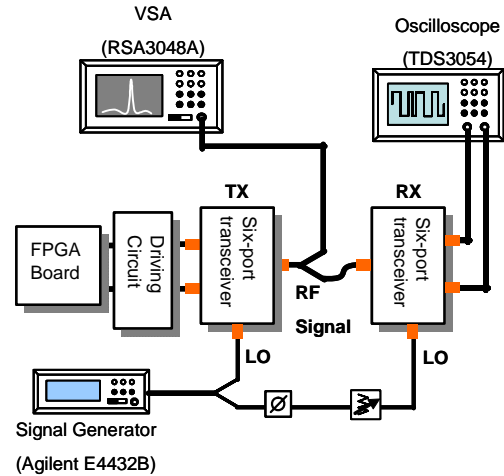 VSA
(RSA3048A)
Oscilloscope
(TDS3054)
TX
RX
FPGA
Board
Driving
Circuit
Six-port
transceiver
Six-port
transceiver
RF
Signal
LO
LO
Ø
Signal Generator
(Agilent E4432B)